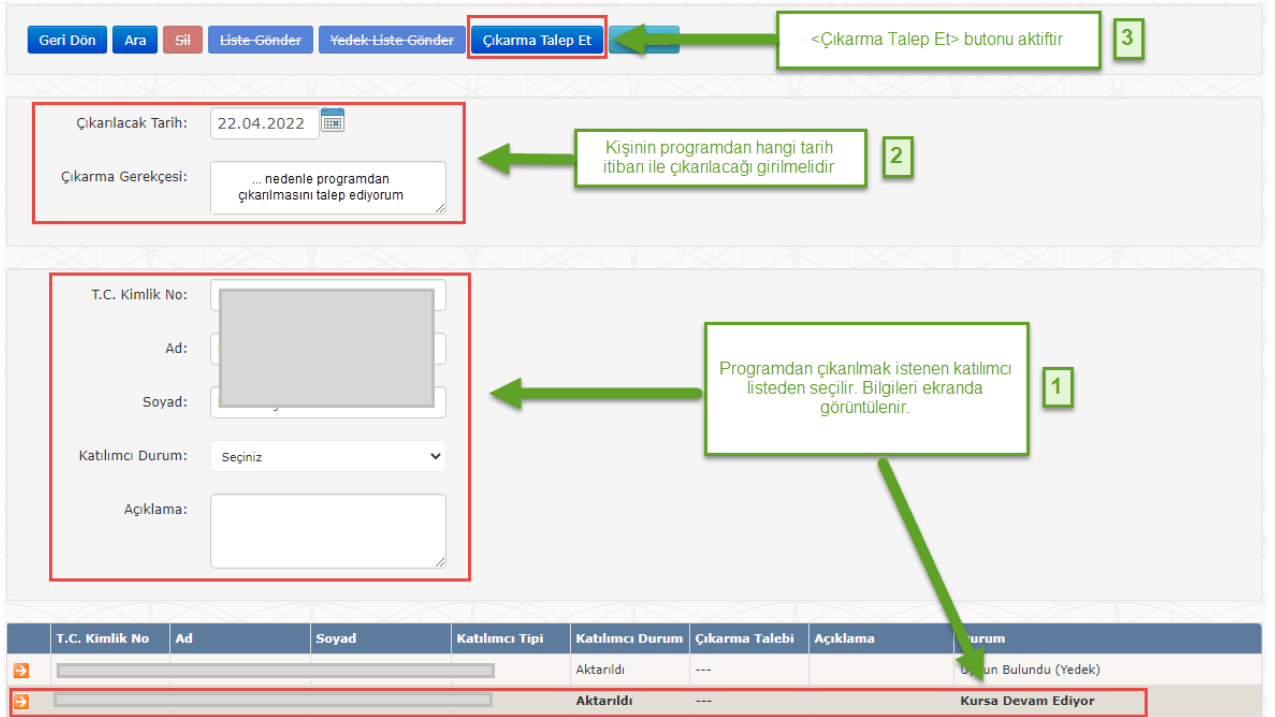 Geri Dön Ara Sil Liste Gönder Yedek Liste Gönder Çıkarma Talep Et
<Çıkarma Talep Et> butonu aktiftir
3
Çıkarılacak Tarih: 22.04.2022
Çıkarma Gerekçesi: ... nedenle programdan
çıkarılmasını talep ediyorum
Kişinin programdan hangi tarih
itibarı ile çıkarılacağı girilmelidir
2
T.C. Kimlik No:
Ad:
Soyad:
Katılımcı Durum: Seçiniz
Açıklama:
Programdan çıkarılmak istenen katılımcı
listeden seçilir. Bilgileri ekranda
görüntülenir.
1
T.C. Kimlik No Ad Soyad Katılımcı Tipi Katılımcı Durum Çıkarma Talebi Açıklama Durum
Aktarıldı --- Uygun Bulundu (Yedek)
Aktarıldı --- Kursa Devam Ediyor